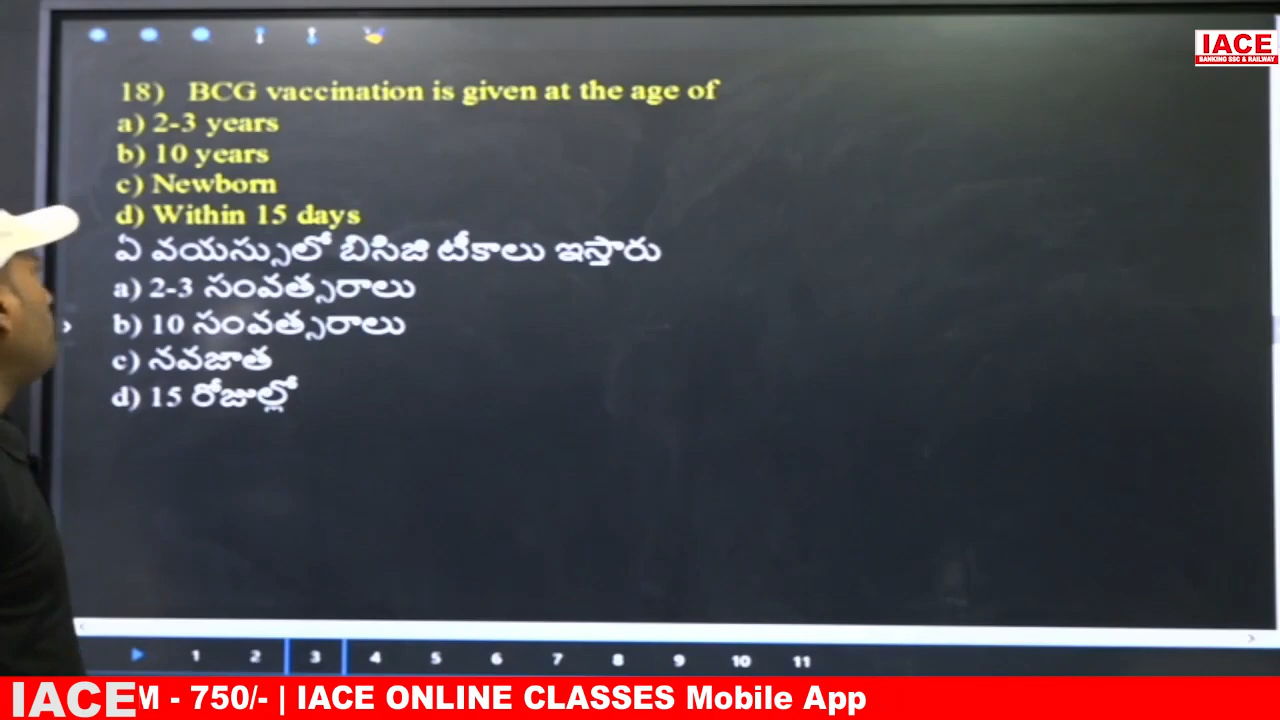 IACE
BANKING SSC & RAILWAY
18) BCG vaccination is given at the age of
a) 2-3 years
b) 10 years
c) Newborn
d) Within 15 days
ఏ వయస్సులో బిసిజి టీకాలు ఇస్తారు
a) 2-3 సంవత్సరాలు
b) 10 సంవత్సరాలు
c) నవజాత
d) 15 రోజుల్లో
1 2 3 4 5 6 7 8 9 10 11
IACE M - 750/- | IACE ONLINE CLASSES Mobile App